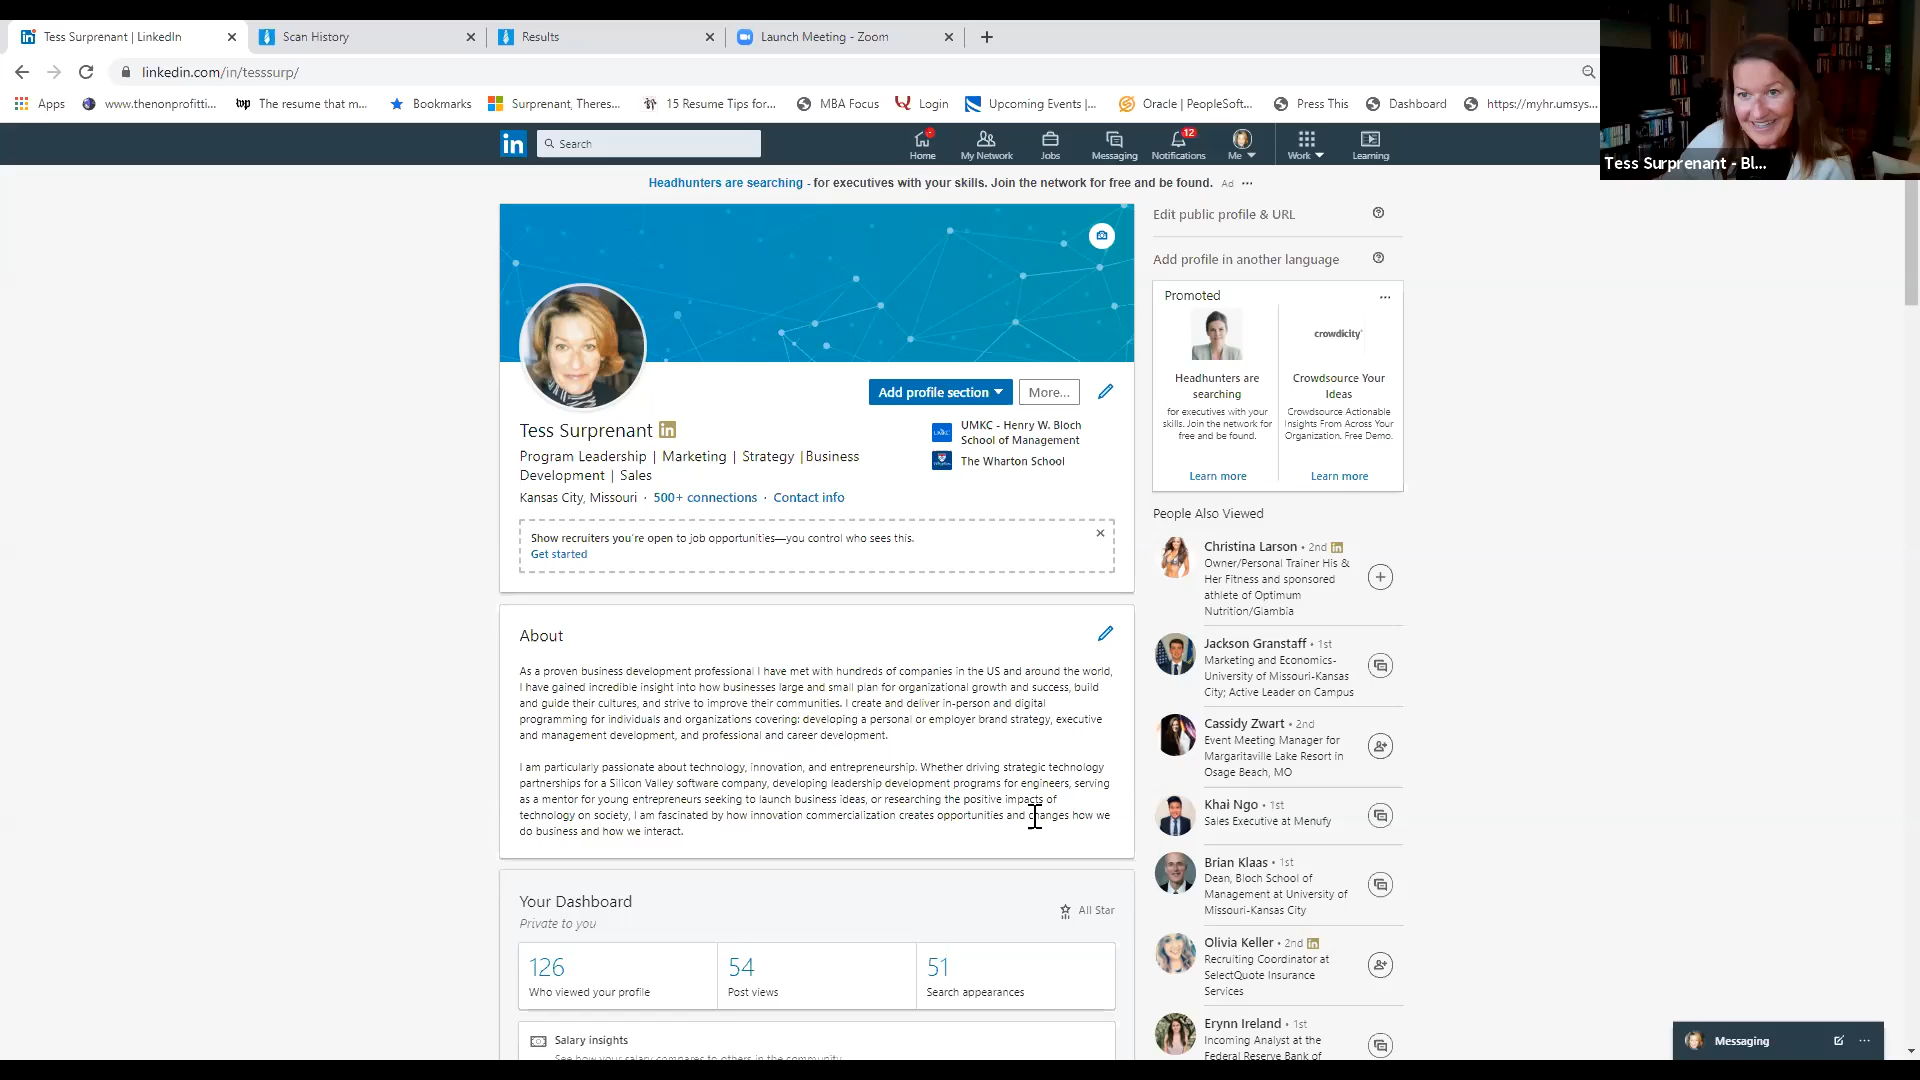 Tess Surprenant | LinkedIn
Scan History
Results
Launch Meeting - Zoom
linkedin.com/in/tesssurp/
Apps
www.thenonprofitti...
The resume that m...
Bookmarks
Surprenant, Theres...
15 Resume Tips for...
MBA Focus
Login
Upcoming Events |...
Oracle | PeopleSoft...
Press This
Dashboard
https://myhr.umsys...
Tess Surprenant - Bl...
in
Search
Home
My Network
Jobs
Messaging
12
Notifications
Me
Work
Learning
Headhunters are searching - for executives with your skills. Join the network for free and be found. Ad ...
Edit public profile & URL
Add profile in another language
Add profile section
More...
Tess Surprenant in
Program Leadership | Marketing | Strategy |Business
Development | Sales
Kansas City, Missouri · 500+ connections · Contact info
UMKC
UMKC - Henry W. Bloch
School of Management
The Wharton School
Show recruiters you're open to job opportunities—you control who sees this.
Get started
About
As a proven business development professional I have met with hundreds of companies in the US and around the world,
I have gained incredible insight into how businesses large and small plan for organizational growth and success, build
and guide their cultures, and strive to improve their communities. I create and deliver in-person and digital
programming for individuals and organizations covering: developing a personal or employer brand strategy, executive
and management development, and professional and career development.
I am particularly passionate about technology, innovation, and entrepreneurship. Whether driving strategic technology
partnerships for a Silicon Valley software company, developing leadership development programs for engineers, serving
as a mentor for young entrepreneurs seeking to launch business ideas, or researching the positive impacts of
technology on society, I am fascinated by how innovation commercialization creates opportunities and changes how we
do business and how we interact.
Your Dashboard
Private to you
All Star
126
Who viewed your profile
54
Post views
51
Search appearances
Salary insights
See how your salary compares to others in the community
Promoted
...
crowdicity
Headhunters are
searching
for executives with your
skills. Join the network for
free and be found.
Learn more
Crowdsource Your
Ideas
Crowdsource Actionable
Insights From Across Your
Organization. Free Demo.
Learn more
People Also Viewed
Christina Larson • 2nd in
Owner/Personal Trainer His &
Her Fitness and sponsored
athlete of Optimum
Nutrition/Glambia
Jackson Granstaff • 1st
Marketing and Economics-
University of Missouri-Kansas
City; Active Leader on Campus
Cassidy Zwart • 2nd
Event Meeting Manager for
Margaritaville Lake Resort in
Osage Beach, MO
Khai Ngo • 1st
Sales Executive at Menufy
Brian Klaas • 1st
Dean, Bloch School of
Management at University of
Missouri-Kansas City
Olivia Keller • 2nd in
Recruiting Coordinator at
SelectQuote Insurance
Services
Erynn Ireland • 1st
Incoming Analyst at the
Federal Reserve Bank of
Messaging
...